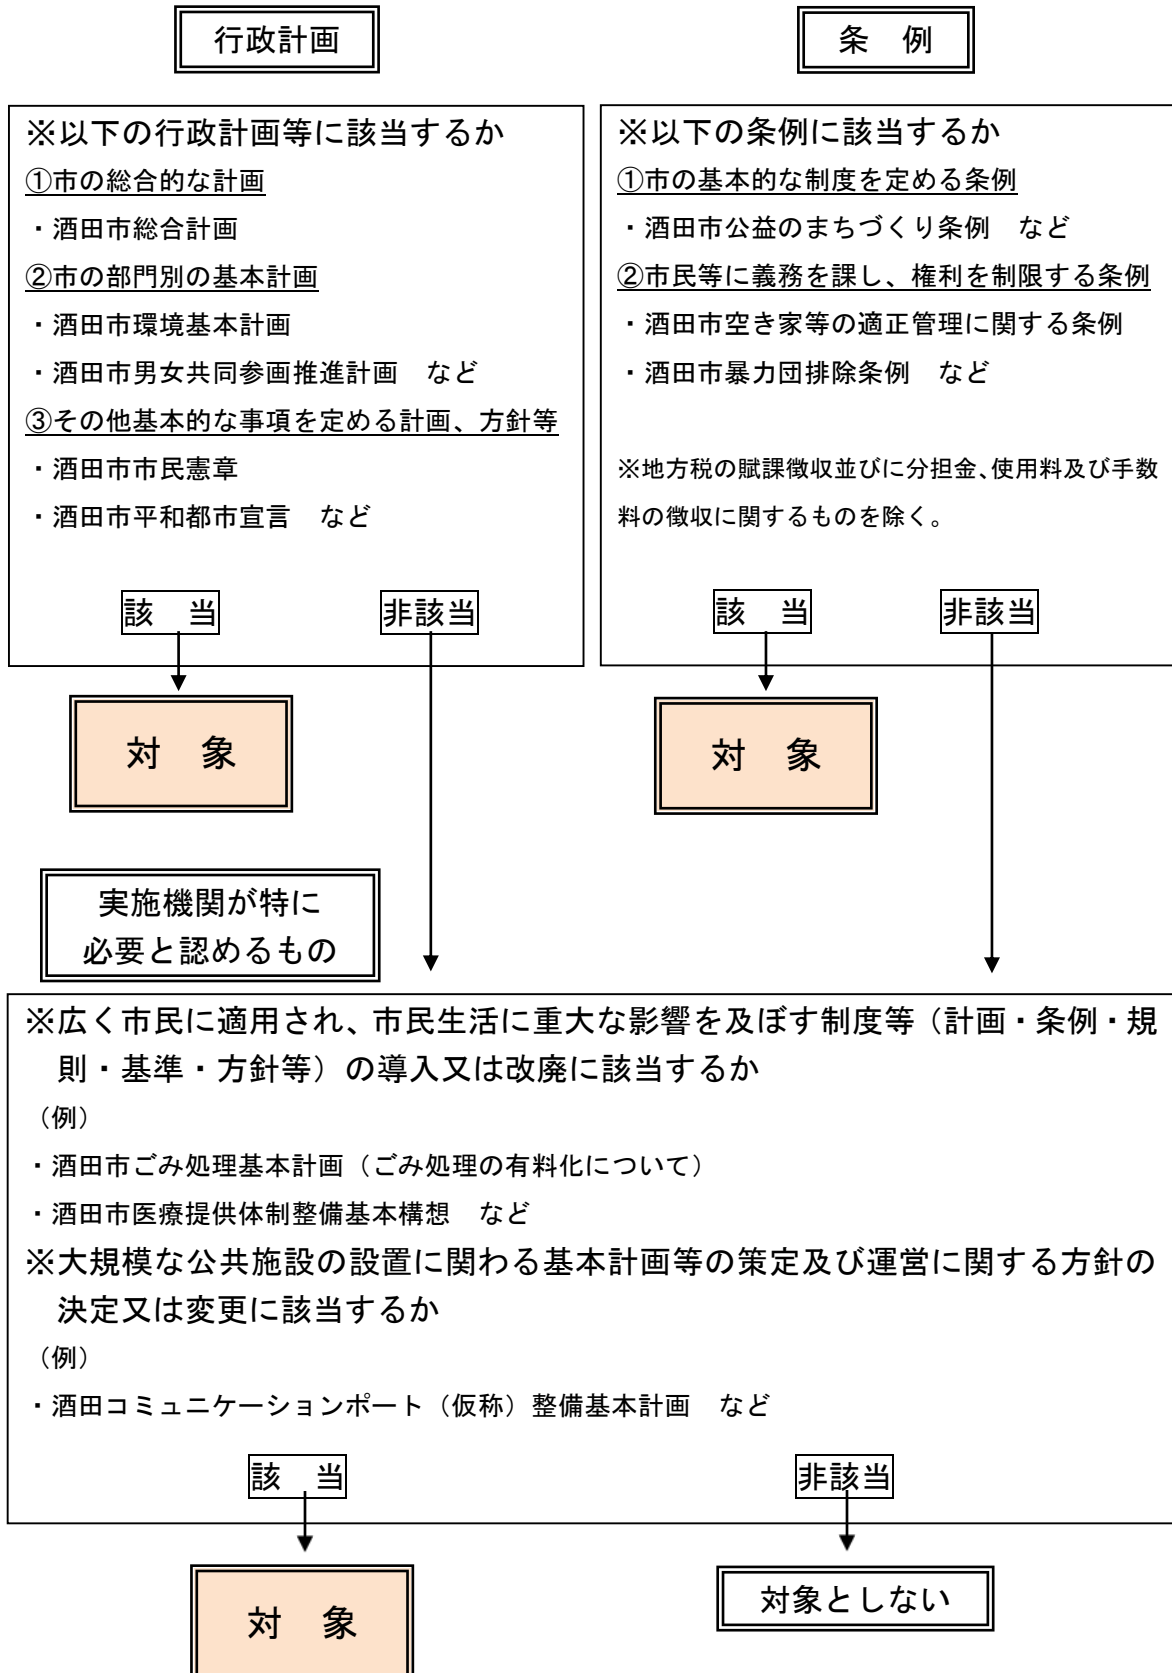 行政計画
※以下の行政計画等に該当するか
①市の総合的な計画
・酒田市総合計画
②市の部門別の基本計画
・酒田市環境基本計画
・酒田市男女共同参画推進計画　など
③その他基本的な事項を定める計画、方針等
・酒田市市民憲章
・酒田市平和都市宣言　など
該　当
非該当
対　象
条　例
※以下の条例に該当するか
①市の基本的な制度を定める条例
・酒田市公益のまちづくり条例　など
②市民等に義務を課し、権利を制限する条例
・酒田市空き家等の適正管理に関する条例
・酒田市暴力団排除条例　など
※地方税の賦課徴収並びに分担金、使用料及び手数
料の徴収に関するものを除く。
該　当
非該当
対　象
実施機関が特に
必要と認めるもの
※広く市民に適用され、市民生活に重大な影響を及ぼす制度等（計画・条例・規
則・基準・方針等）の導入又は改廃に該当するか
（例）
・酒田市ごみ処理基本計画（ごみ処理の有料化について）
・酒田市医療提供体制整備基本構想　など
※大規模な公共施設の設置に関わる基本計画等の策定及び運営に関する方針の
決定又は変更に該当するか
（例）
・酒田コミュニケーションポート（仮称）整備基本計画　など
該　当
非該当
対　象
対象としない